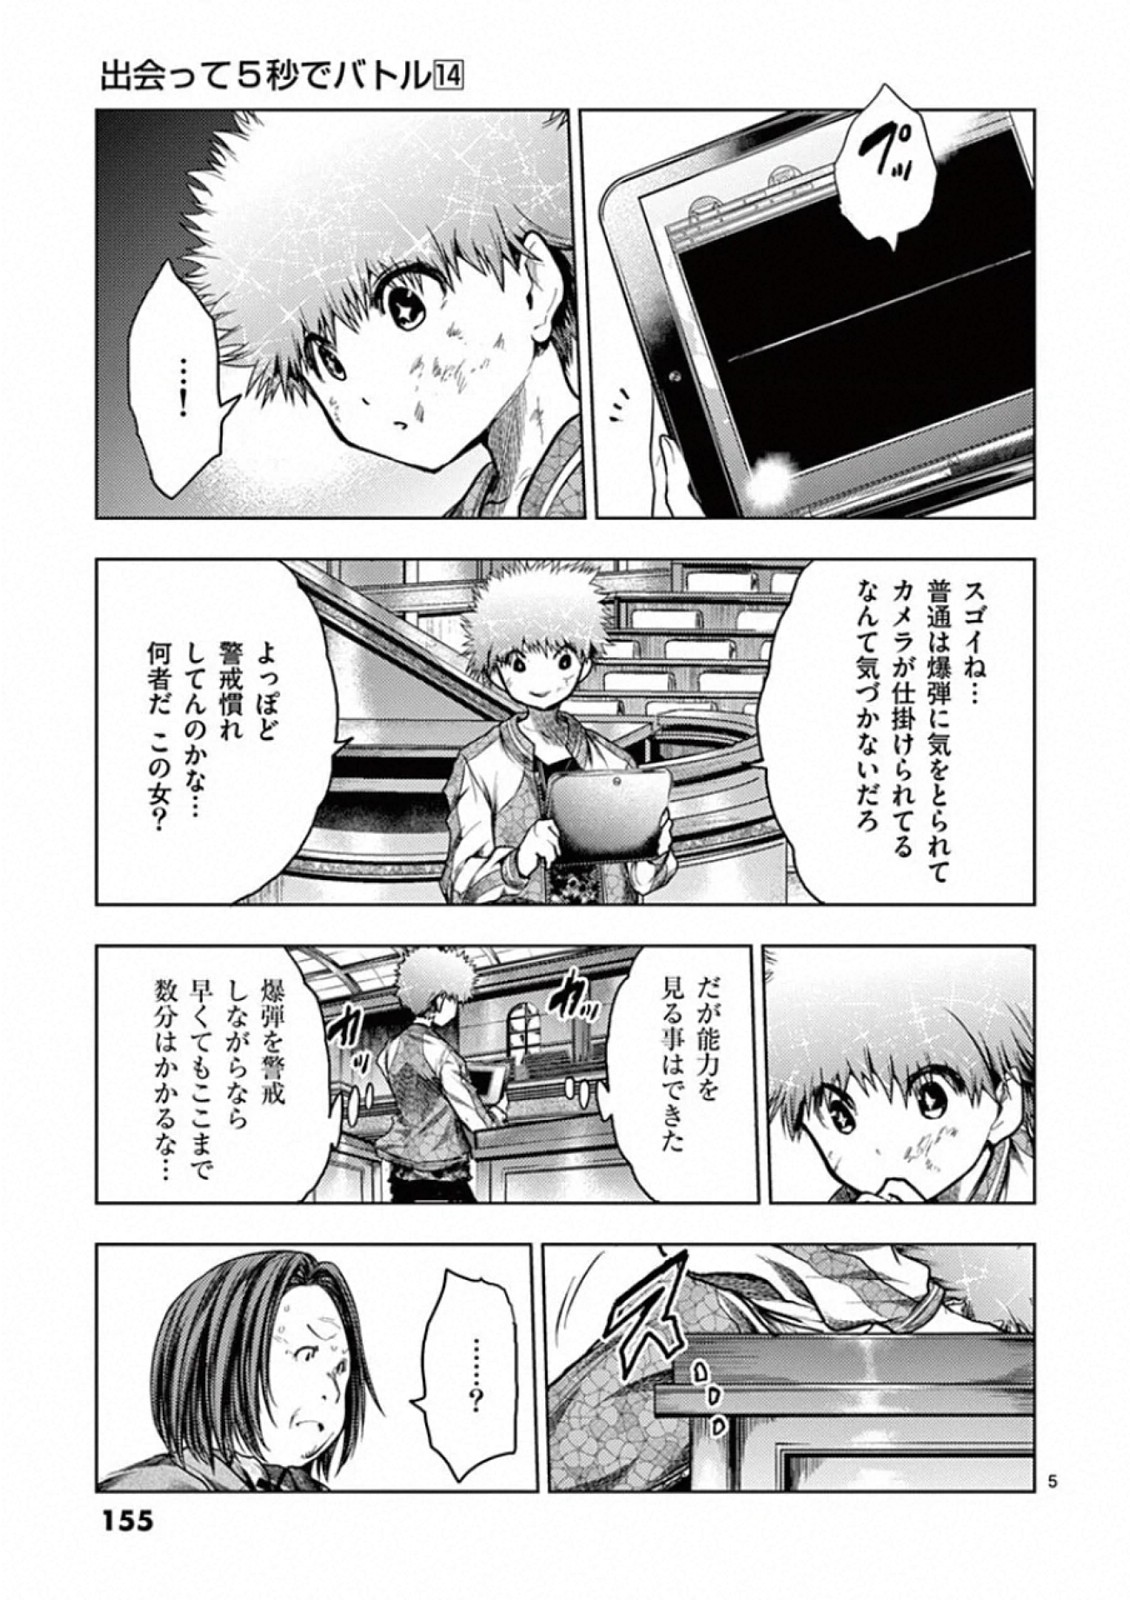 出会って5秒でバトル14
プッ
…!
スゴイね…
普通は爆弾に気をとられて
カメラが仕掛けられてる
なんて気づかないだろ
よっぽど
警戒慣れ
してんのかな…
何者だ この女?
だが能力を
見る事はできた
カッ
カッ
爆弾を警戒
しながらなら
早くてもここまで
数分はかかるな…
ズ
……?
5
155